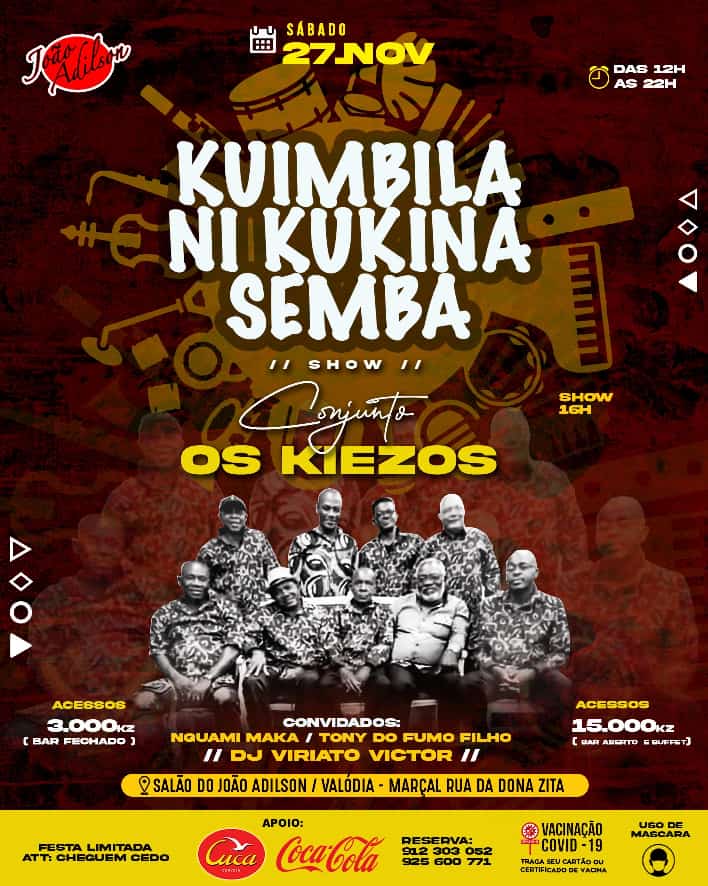 João
Adilson
SÁBADO
27.NOV
DAS 12H
AS 22H
KUIMBILA
NI KUKINA
SEMBA
// SHOW //
SHOW
16H
Conjunto
OS KIEZOS
ACESSOS
3.000KZ
( BAR FECHADO )
CONVIDADOS:
NGUAMI MAKA / TONY DO FUMO FILHO
// DJ VIRIATO VICTOR //
ACESSOS
15.000KZ
( BAR ABERTO E BUFFET)
SALÃO DO JOÃO ADILSON / VALÓDIA - MARÇAL RUA DA DONA ZITA
FESTA LIMITADA
ATT: CHEGUEM CEDO
APOIO:
Cuca
Coca-Cola
RESERVA:
912 303 052
925 600 771
VACINAÇÃO
COVID -19
TRAGA SEU CARTÃO OU
CERTIFICADO DE VACINA
USO DE
MASCARA